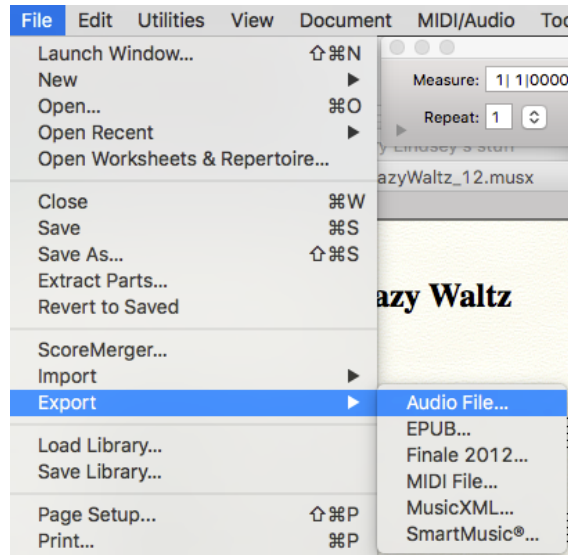 File Edit Utilities View Document MIDI/Audio
Launch Window... ⇧⌘N
New ▶
Open... ⌘O
Open Recent ▶
Open Worksheets & Repertoire...
Close ⌘W
Save ⌘S
Save As... ⇧⌘S
Extract Parts...
Revert to Saved
ScoreMerger...
Import ▶
Export ▶
Load Library...
Save Library...
Page Setup... ⇧⌘P
Print... ⌘P
Measure: 1| 1|0000
Repeat: 1
y Lindsey's stuff
azyWaltz_12.musx
azy Waltz
Audio File...
EPUB...
Finale 2012...
MIDI File...
MusicXML...
SmartMusic®...